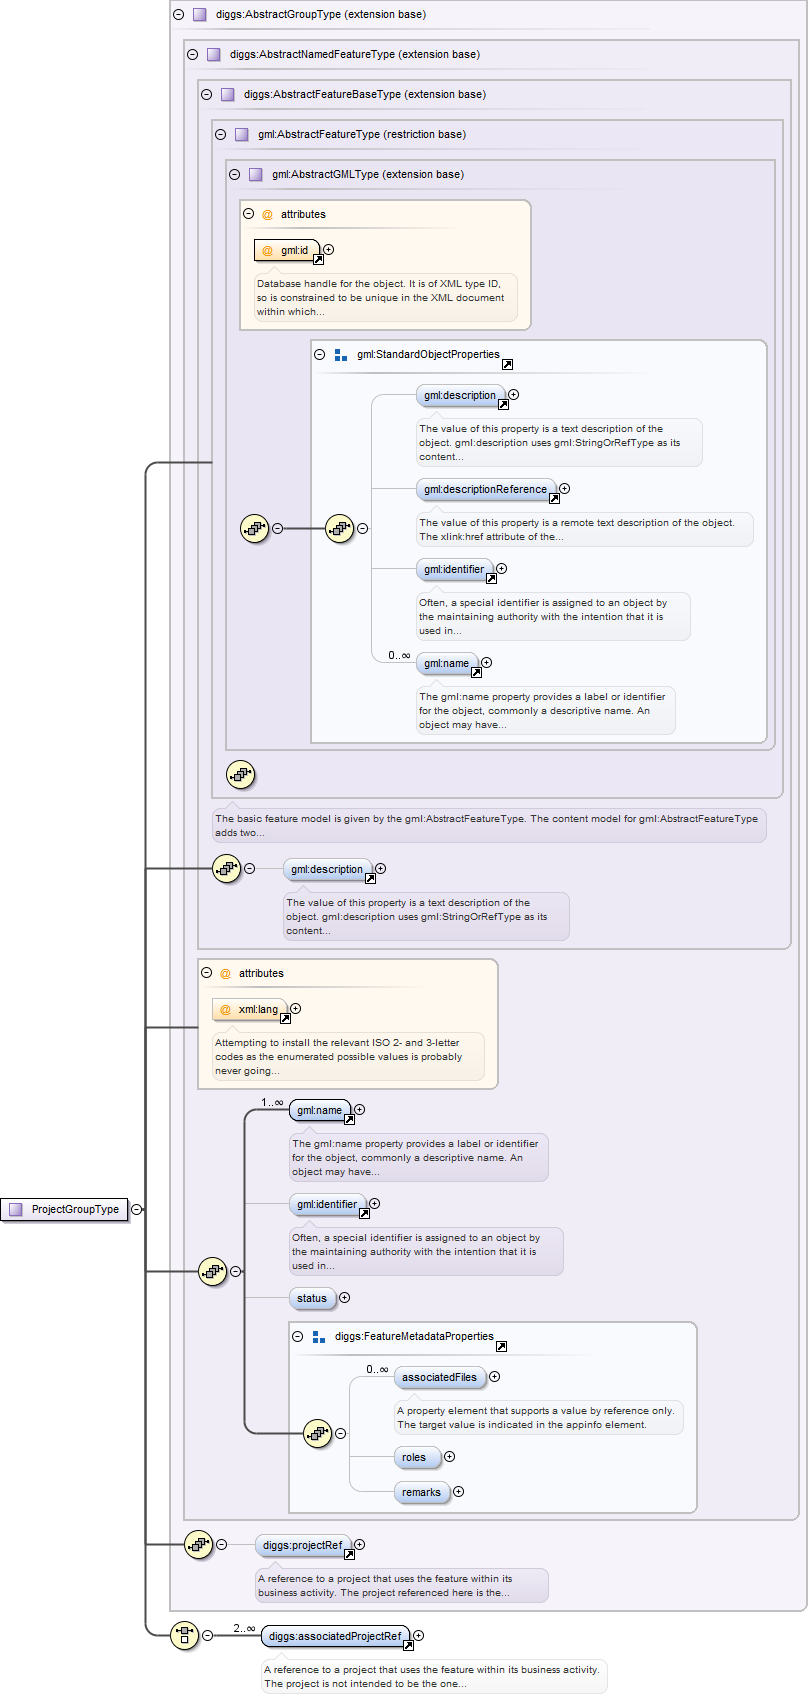 diggs:AbstractGroupType (extension base)
diggs:AbstractNamedFeatureType (extension base)
diggs:AbstractFeatureBaseType (extension base)
gml:AbstractFeatureType (restriction base)
gml:AbstractGMLType (extension base)
@ attributes
@ gml:id
Database handle for the object. It is of XML type ID,
so is constrained to be unique in the XML document
within which...
gml:StandardObjectProperties
gml:description
The value of this property is a text description of the
object. gml:description uses gml:StringOrRefType as its
content...
gml:descriptionReference
The value of this property is a remote text description of the object.
The xlink:href attribute of the...
gml:identifier
Often, a special identifier is assigned to an object by
the maintaining authority with the intention that it is
used in...
0..∞
gml:name
The gml:name property provides a label or identifier
for the object, commonly a descriptive name. An
object may have...
The basic feature model is given by the gml:AbstractFeatureType. The content model for gml:AbstractFeatureType
adds two...
gml:description
The value of this property is a text description of the
object. gml:description uses gml:StringOrRefType as its
content...
@ attributes
@ xml:lang
Attempting to install the relevant ISO 2- and 3-letter
codes as the enumerated possible values is probably
never going...
1..∞
gml:name
The gml:name property provides a label or identifier
for the object, commonly a descriptive name. An
object may have...
ProjectGroupType
gml:identifier
Often, a special identifier is assigned to an object by
the maintaining authority with the intention that it is
used in...
status
diggs:FeatureMetadataProperties
0..∞
associatedFiles
A property element that supports a value by reference only.
The target value is indicated in the appinfo element.
roles
remarks
diggs:projectRef
A reference to a project that uses the feature within its
business activity. The project referenced here is the...
2..∞
diggs:associatedProjectRef
A reference to a project that uses the feature within its business activity.
The project is not intended to be the one...